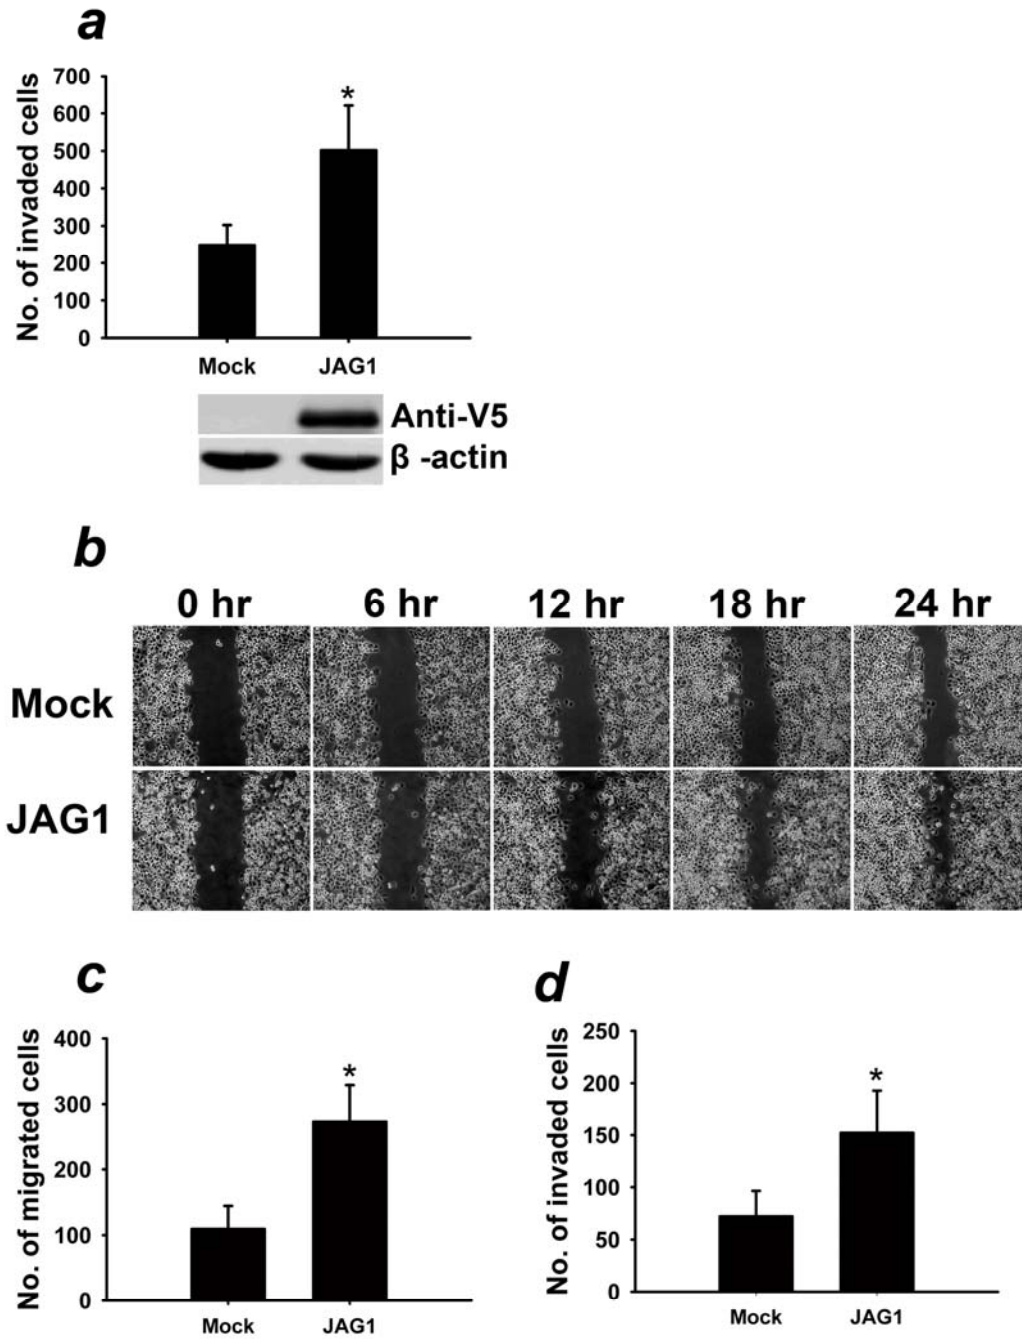 a
No. of invaded cells
700
600
500
400
300
200
100
0
*
Mock JAG1
Anti-V5
β -actin
b
0 hr 6 hr 12 hr 18 hr 24 hr
Mock
JAG1
c
No. of migrated cells
400
300
200
100
0
*
Mock JAG1
d
No. of invaded cells
250
200
150
100
50
0
*
Mock JAG1